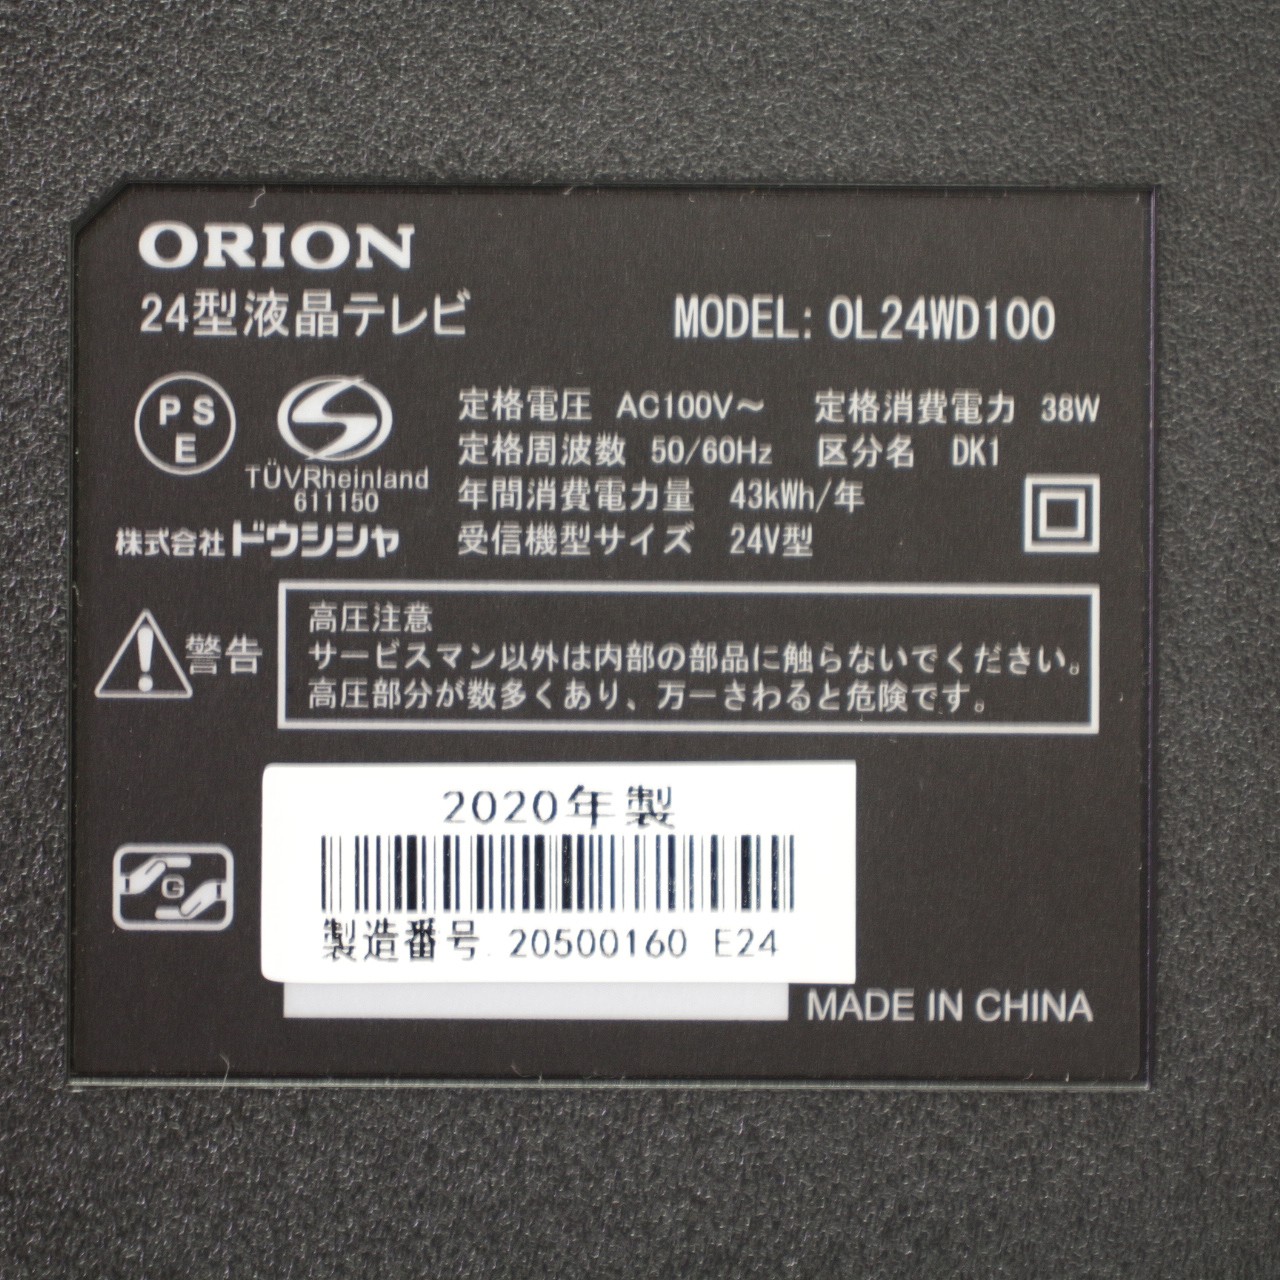 ORION
24型液晶テレビ
MODEL: OL24WD100
PSE
TÜVRheinland
611150
株式会社ドウシシャ
定格電圧 AC100V～ 定格消費電力 38W
定格周波数 50/60Hz 区分名 DK1
年間消費電力量 43kWh/年
受信機型サイズ 24V型
警告
高圧注意
サービスマン以外は内部の部品に触らないでください。
高圧部分が数多くあり、万一さわると危険です。
G
2020年製
製造番号 20500160 E24
MADE IN CHINA